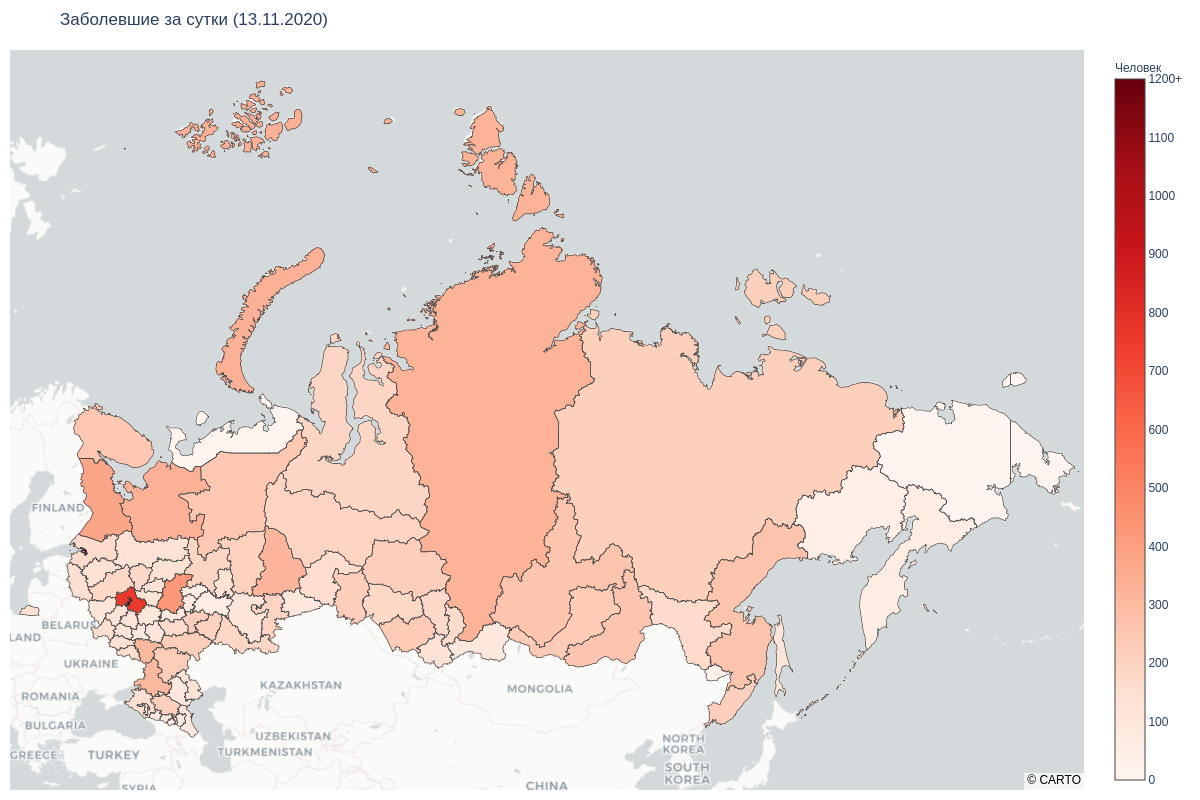 Заболевшие за сутки (13.11.2020)
Человек
1200+
1100
1000
900
800
700
600
500
400
300
200
100
0
FINLAND
BELARUS
LAND
UKRAINE
ROMANIA
BULGARIA
GREECE
TURKEY
SYRIA
KAZAKHSTAN
UZBEKISTAN
TURKMENISTAN
MONGOLIA
CHINA
NORTH
KOREA
SOUTH
KOREA
© CARTO